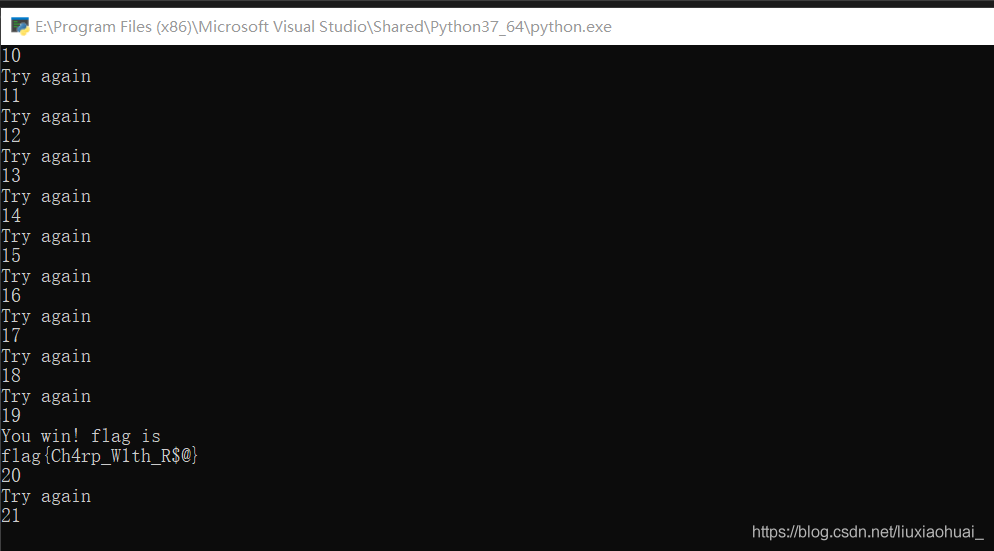 E:\Program Files (x86)\Microsoft Visual Studio\Shared\Python37_64\python.exe
10
Try again
11
Try again
12
Try again
13
Try again
14
Try again
15
Try again
16
Try again
17
Try again
18
Try again
19
You win! flag is
flag{Ch4rp_W1th_R$@}
20
Try again
21
https://blog.csdn.net/liuxiaohuai_